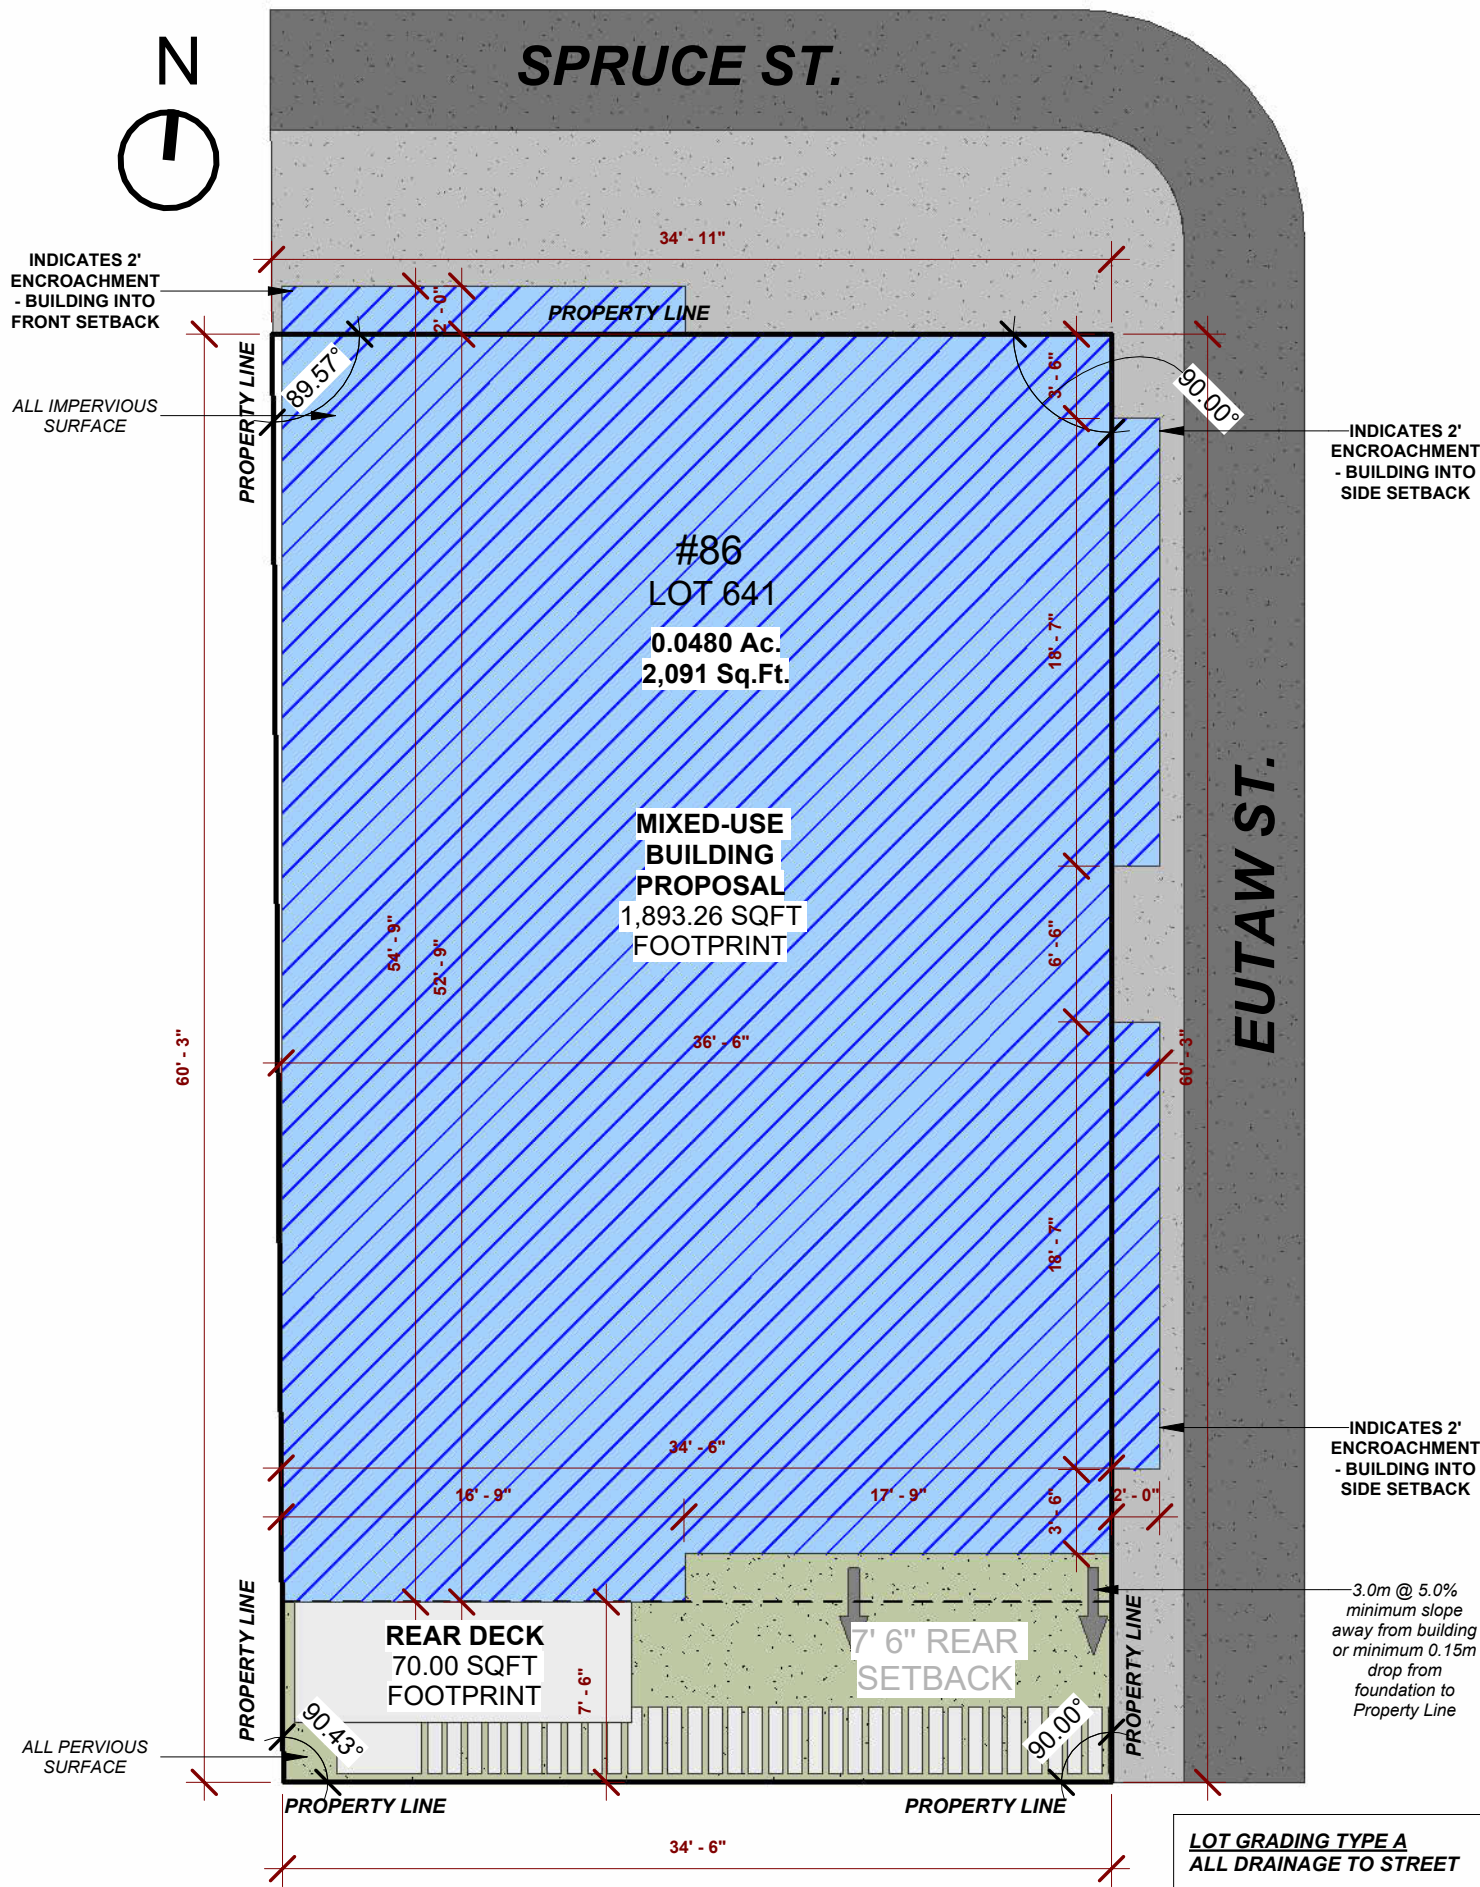 N
SPRUCE ST.
34' - 11"
INDICATES 2'
ENCROACHMENT
- BUILDING INTO
FRONT SETBACK
2' - 0"
PROPERTY LINE
PROPERTY LINE
89.57°
3' - 6"
90.00°
ALL IMPERVIOUS
SURFACE
INDICATES 2'
ENCROACHMENT
- BUILDING INTO
SIDE SETBACK
#86
LOT 641
0.0480 Ac.
2,091 Sq.Ft.
18' - 7"
MIXED-USE
BUILDING
PROPOSAL
1,893.26 SQFT
FOOTPRINT
EUTAW ST.
54' - 9"
52' - 9"
6' - 6"
60' - 3"
36' - 6"
60' - 3"
18' - 7"
34' - 6"
INDICATES 2'
ENCROACHMENT
- BUILDING INTO
SIDE SETBACK
16' - 9"
17' - 9"
3' - 6"
2' - 0"
3.0m @ 5.0%
minimum slope
away from building
or minimum 0.15m
drop from
foundation to
Property Line
PROPERTY LINE
REAR DECK
70.00 SQFT
FOOTPRINT
7' - 6"
7' 6" REAR
SETBACK
PROPERTY LINE
90.43°
90.00°
ALL PERVIOUS
SURFACE
PROPERTY LINE
PROPERTY LINE
34' - 6"
LOT GRADING TYPE A
ALL DRAINAGE TO STREET